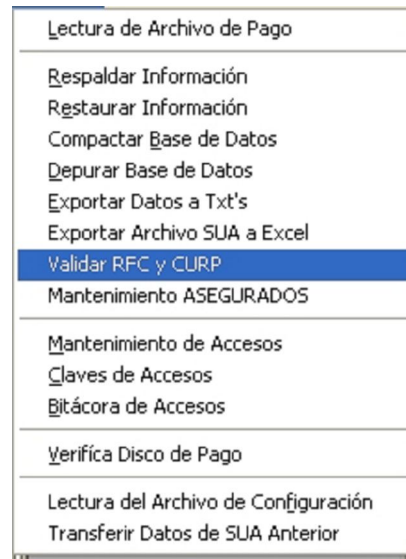 Lectura de Archivo de Pago
Respaldar Información
Restaurar Información
Compactar Base de Datos
Depurar Base de Datos
Exportar Datos a Txt's
Exportar Archivo SUA a Excel
Validar RFC y CURP
Mantenimiento ASEGURADOS
Mantenimiento de Accesos
Claves de Accesos
Bitácora de Accesos
Verifíca Disco de Pago
Lectura del Archivo de Configuración
Transferir Datos de SUA Anterior